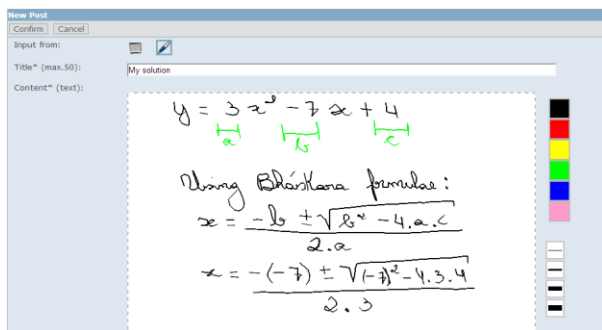 New Post
Confirm Cancel
Input from:
Title* (max.50): My solution
Content* (text):
y = 3x² - 7x + 4
a b c
Using Bháskara formulae:
x = -b ± √b² - 4.a.c
2.a
x = -(-7) ± √(-7)² - 4.3.4
2.3